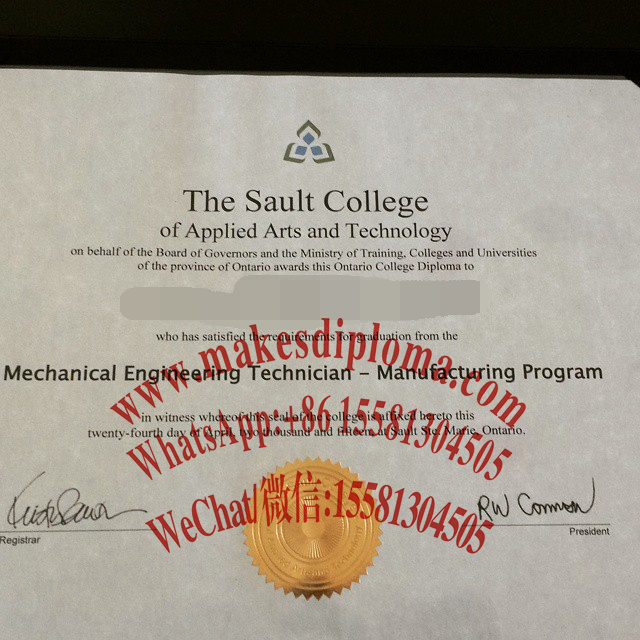 The Sault College
of Applied Arts and Technology
on behalf of the Board of Governors and the Ministry of Training, Colleges and Universities
of the province of Ontario awards this Ontario College Diploma to
who has satisfied the requirements for graduation from the
www.makesdiploma.com
Mechanical Engineering Technician – Manufacturing Program
in witness whereof this seal of the college is affixed hereto this
WhatsApp:+86 15581304505
twenty-fourth day of April, two thousand and fifteen, at Sault Ste. Marie, Ontario.
WeChat|微信:15581304505
RW Common
Registrar
President